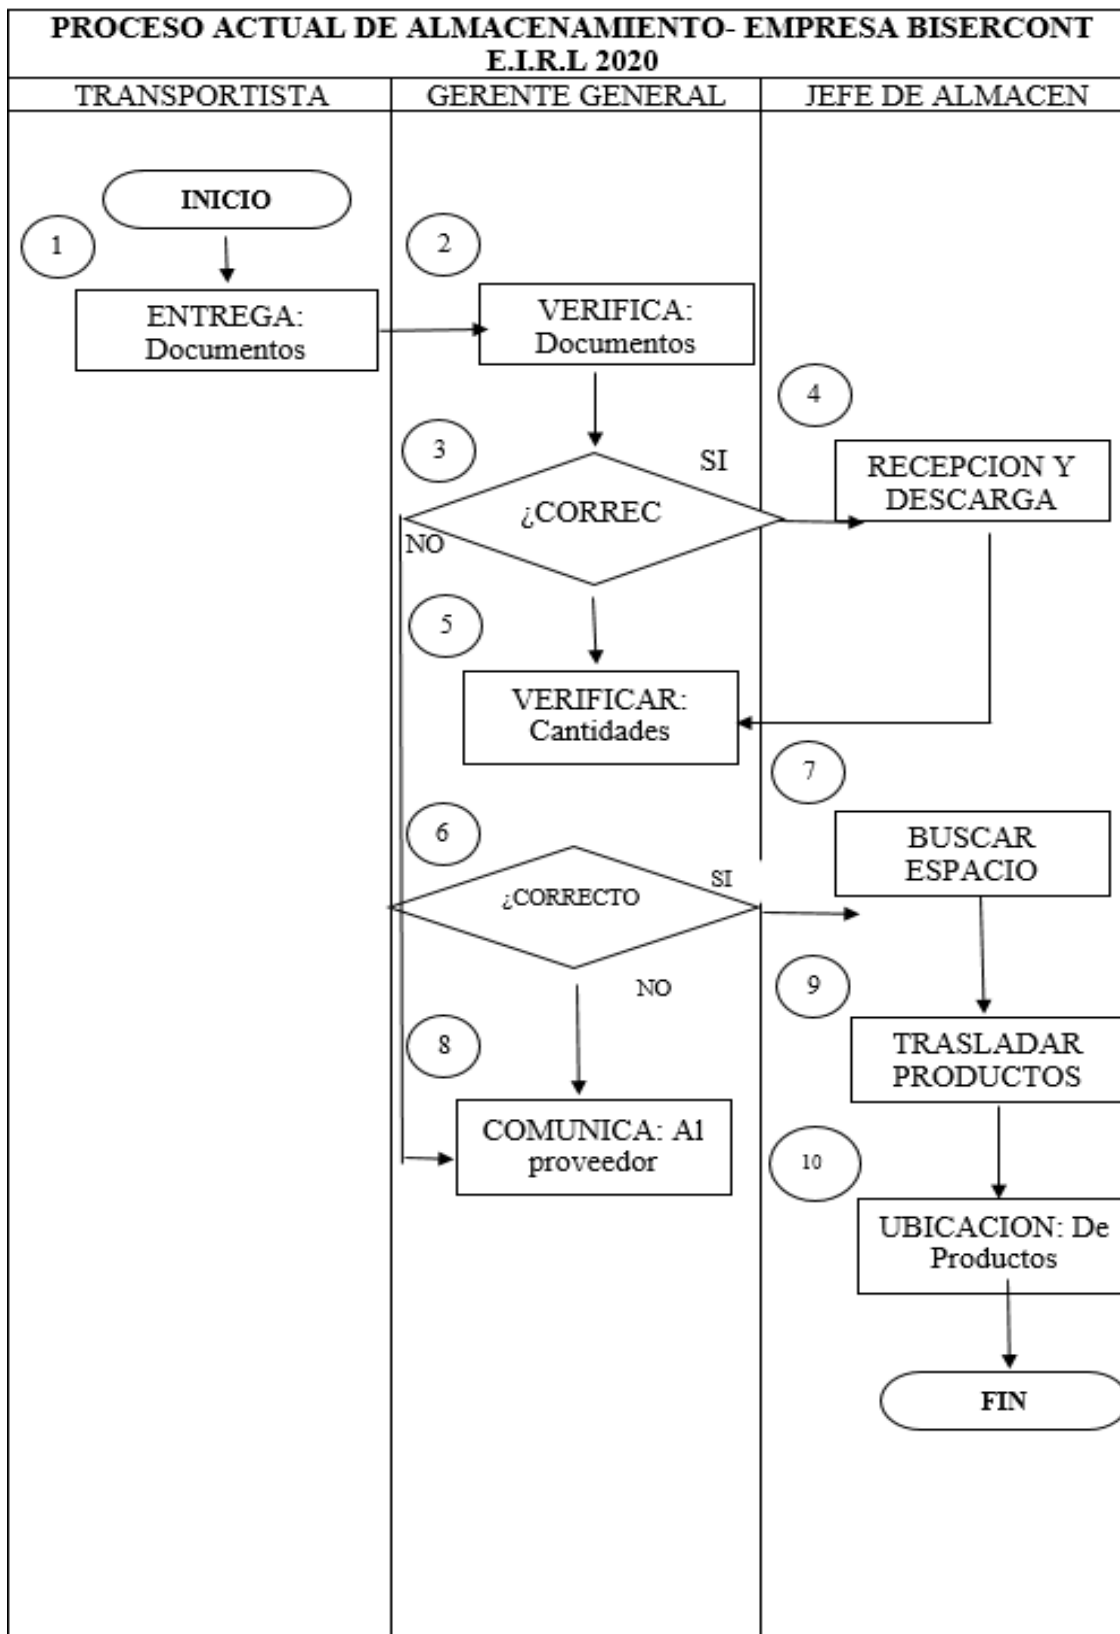 PROCESO ACTUAL DE ALMACENAMIENTO- EMPRESA BISERCONT
E.I.R.L 2020
TRANSPORTISTA
GERENTE GENERAL
JEFE DE ALMACEN
INICIO
1
ENTREGA:
Documentos
2
VERIFICA:
Documentos
3
¿CORREC
SI
NO
4
RECEPCION Y
DESCARGA
5
VERIFICAR:
Cantidades
6
¿CORRECTO
SI
NO
7
BUSCAR
ESPACIO
8
COMUNICA: Al
proveedor
9
TRASLADAR
PRODUCTOS
10
UBICACION: De
Productos
FIN